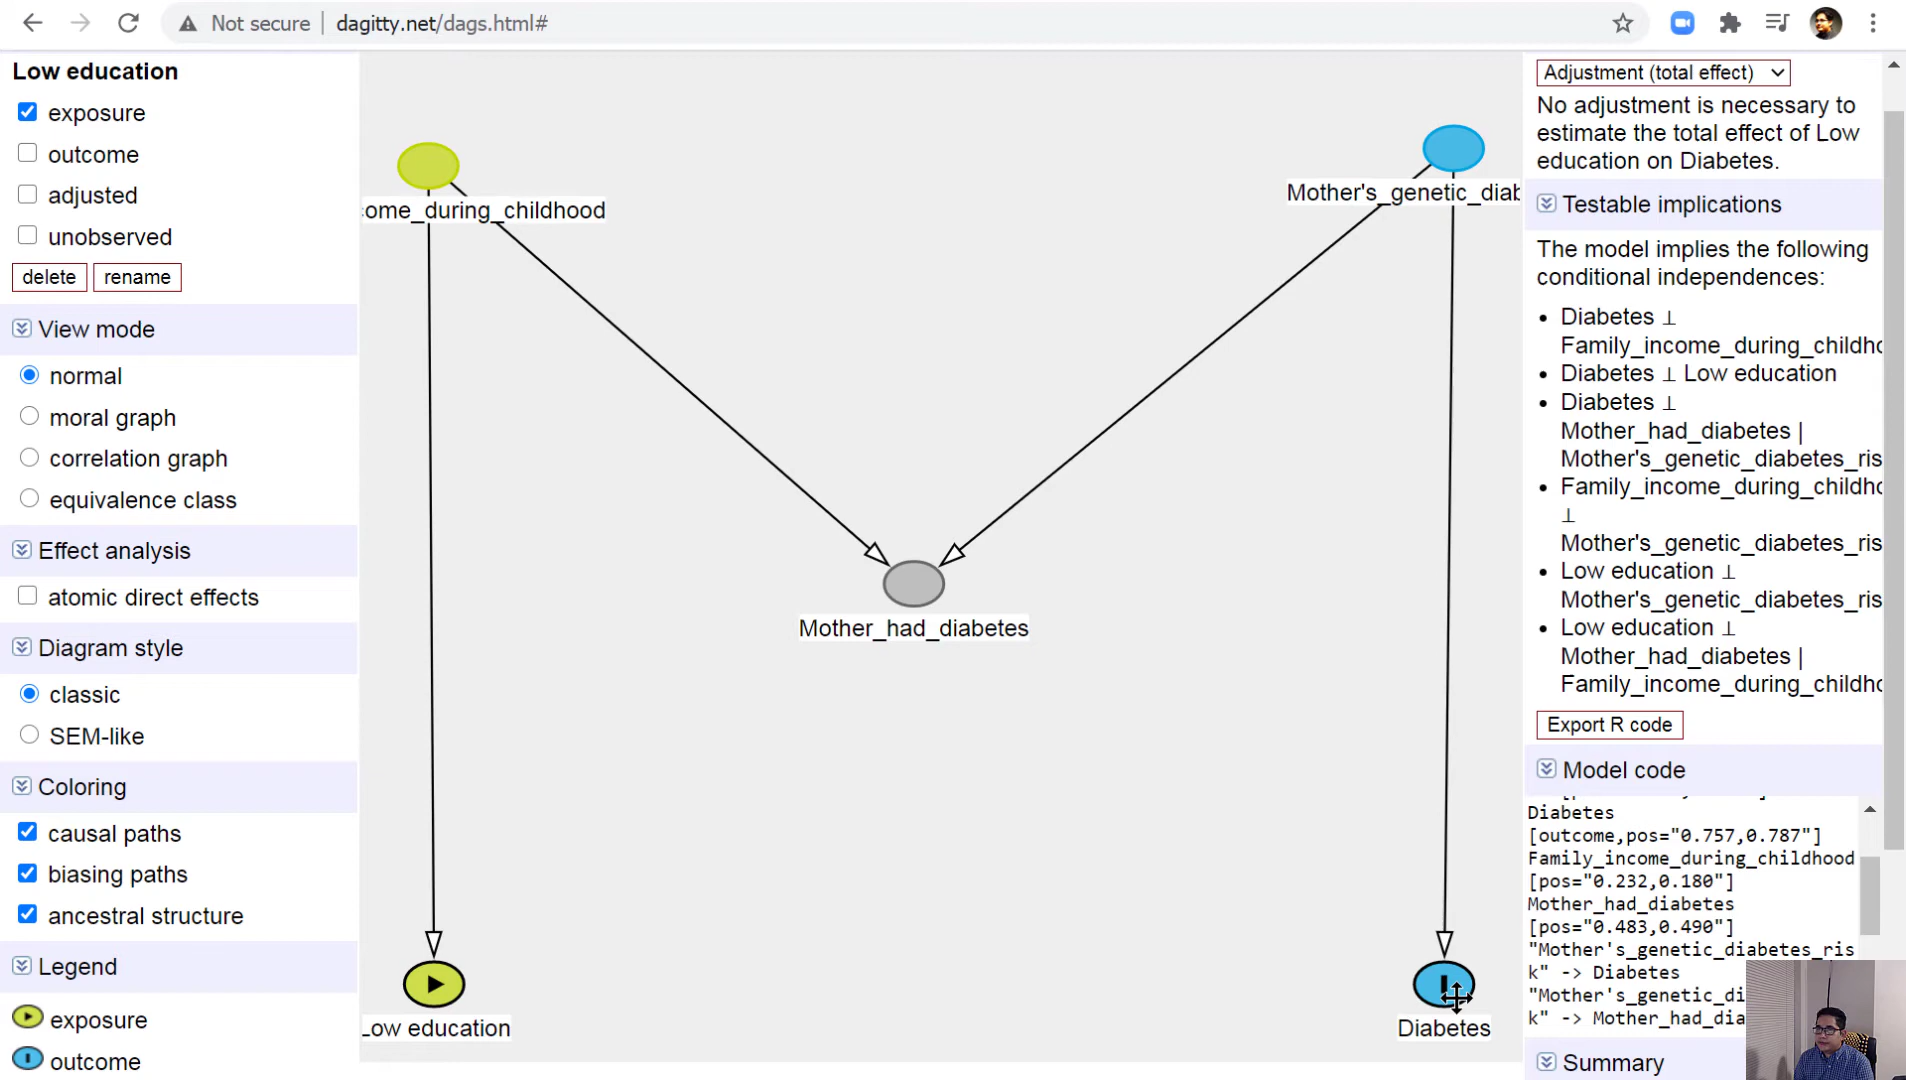 Not secure
dagitty.net/dags.html#
Low education
exposure
outcome
adjusted
unobserved
delete
rename
View mode
normal
moral graph
correlation graph
equivalence class
Effect analysis
atomic direct effects
Diagram style
classic
SEM-like
Coloring
causal paths
biasing paths
ancestral structure
Legend
exposure
outcome
come_during_childhood
Mother's_genetic_diab
Mother_had_diabetes
Low education
Diabetes
Adjustment (total effect)
No adjustment is necessary to
estimate the total effect of Low
education on Diabetes.
Testable implications
The model implies the following
conditional independences:
• Diabetes ⊥
Family_income_during_childho
• Diabetes ⊥ Low education
• Diabetes ⊥
Mother_had_diabetes |
Mother's_genetic_diabetes_ris
• Family_income_during_childho
⊥
Mother's_genetic_diabetes_ris
• Low education ⊥
Mother's_genetic_diabetes_ris
• Low education ⊥
Mother_had_diabetes |
Family_income_during_childho
Export R code
Model code
Diabetes
[outcome,pos="0.757,0.787"]
Family_income_during_childhood
[pos="0.232,0.180"]
Mother_had_diabetes
[pos="0.483,0.490"]
"Mother's_genetic_diabetes_ris
k" -> Diabetes
"Mother's_genetic_di
k" -> Mother_had_dia
Summary